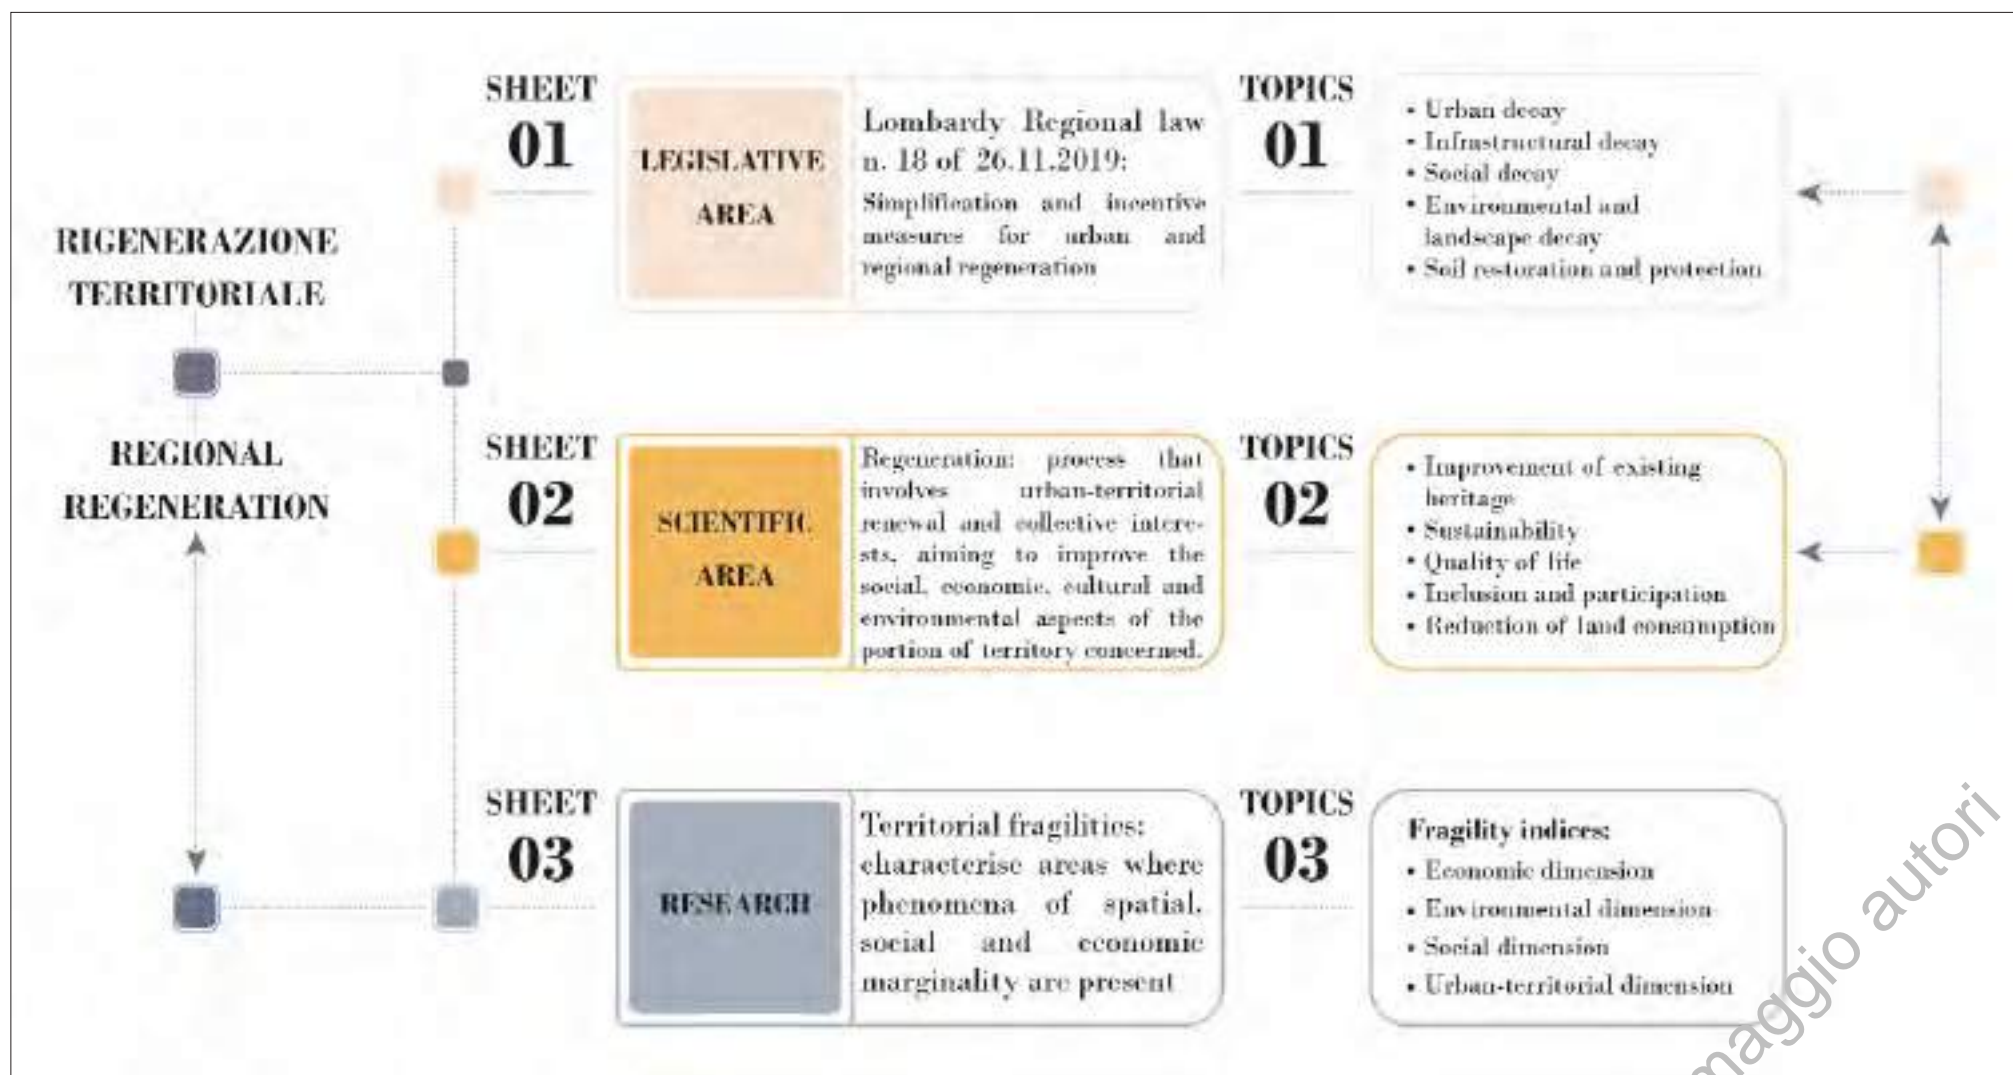 RIGENERAZIONE
TERRITORIALE
REGIONAL
REGENERATION
SHEET
01
LEGISLATIVE
AREA
Lombardy Regional law
n. 18 of 26.11.2019:
Simplification and incentive
measures for urban and
regional regeneration
TOPICS
01
• Urban decay
• Infrastructural decay
• Social decay
• Environmental and
landscape decay
• Soil restoration and protection
SHEET
02
SCIENTIFIC
AREA
Regeneration: process that
involves urban-territorial
renewal and collective intere-
sts, aiming to improve the
social, economic, cultural and
environmental aspects of the
portion of territory concerned.
TOPICS
02
• Improvement of existing
heritage
• Sustainability
• Quality of life
• Inclusion and participation
• Reduction of land consumption
SHEET
03
RESEARCH
Territorial fragilities:
characterise areas where
phenomena of spatial,
social and economic
marginality are present
TOPICS
03
Fragility indices:
• Economic dimension
• Environmental dimension
• Social dimension
• Urban-territorial dimension
maggio autori